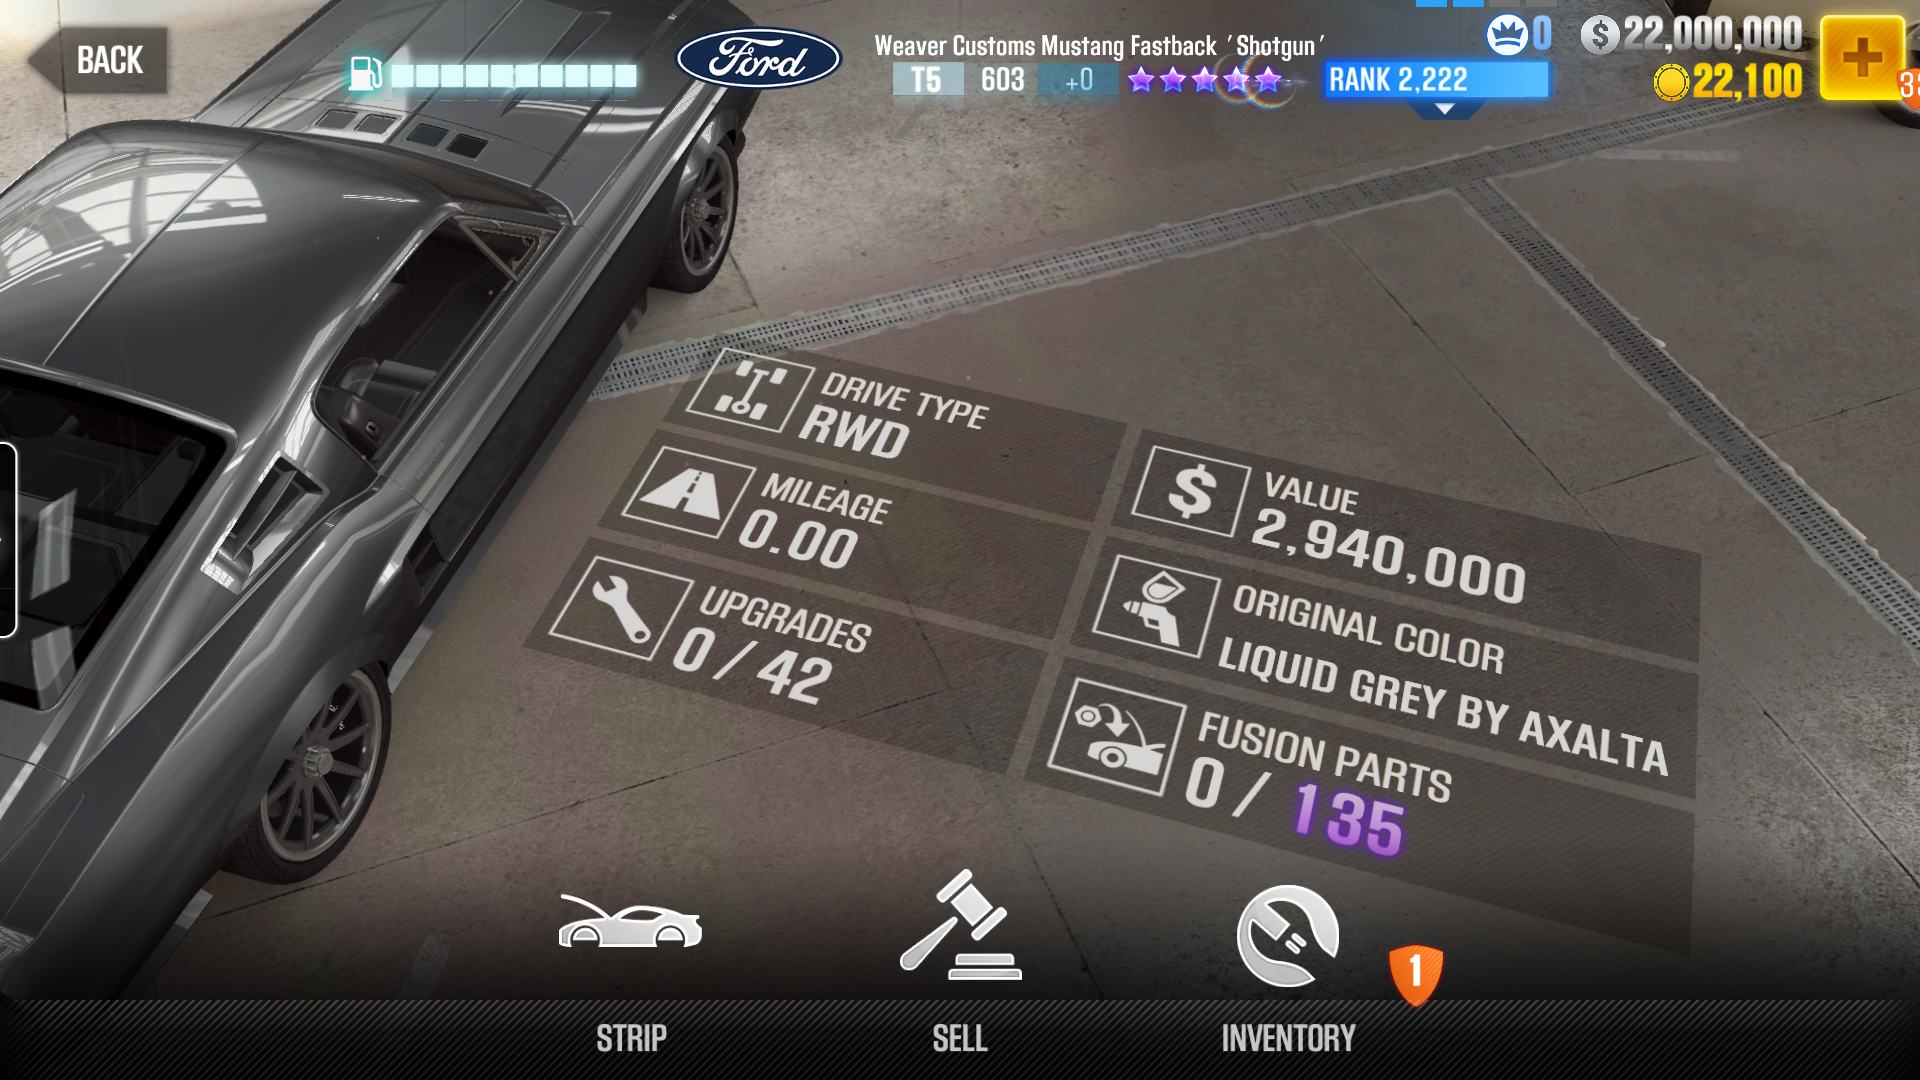 BACK
Ford
Weaver Customs Mustang Fastback 'Shotgun'
T5 603 +0
RANK 2,222
0
22,000,000
22,100
DRIVE TYPE
RWD
MILEAGE
0.00
UPGRADES
0/42
VALUE
2,940,000
ORIGINAL COLOR
LIQUID GREY BY AXALTA
FUSION PARTS
0/ 135
STRIP
SELL
INVENTORY
1